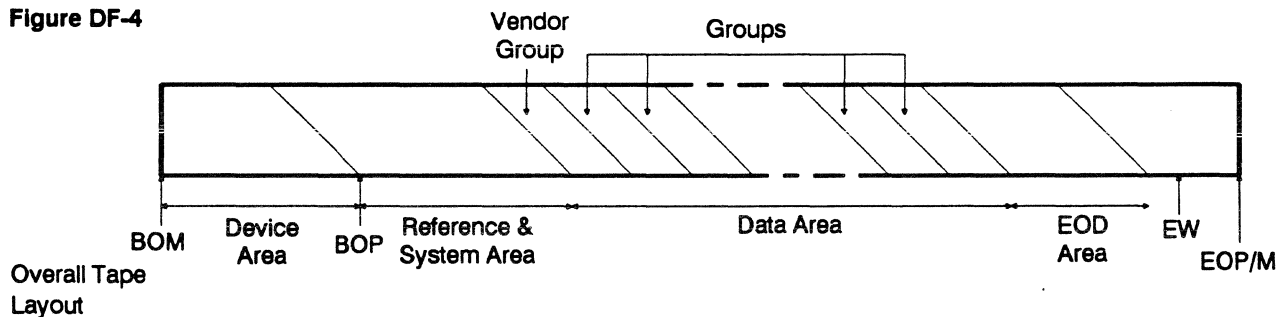 Figure DF-4
Vendor
Group
Groups
BOM
Device
Area
BOP
Reference &
System Area
Data Area
EOD
Area
EW
EOP/M
Overall Tape
Layout